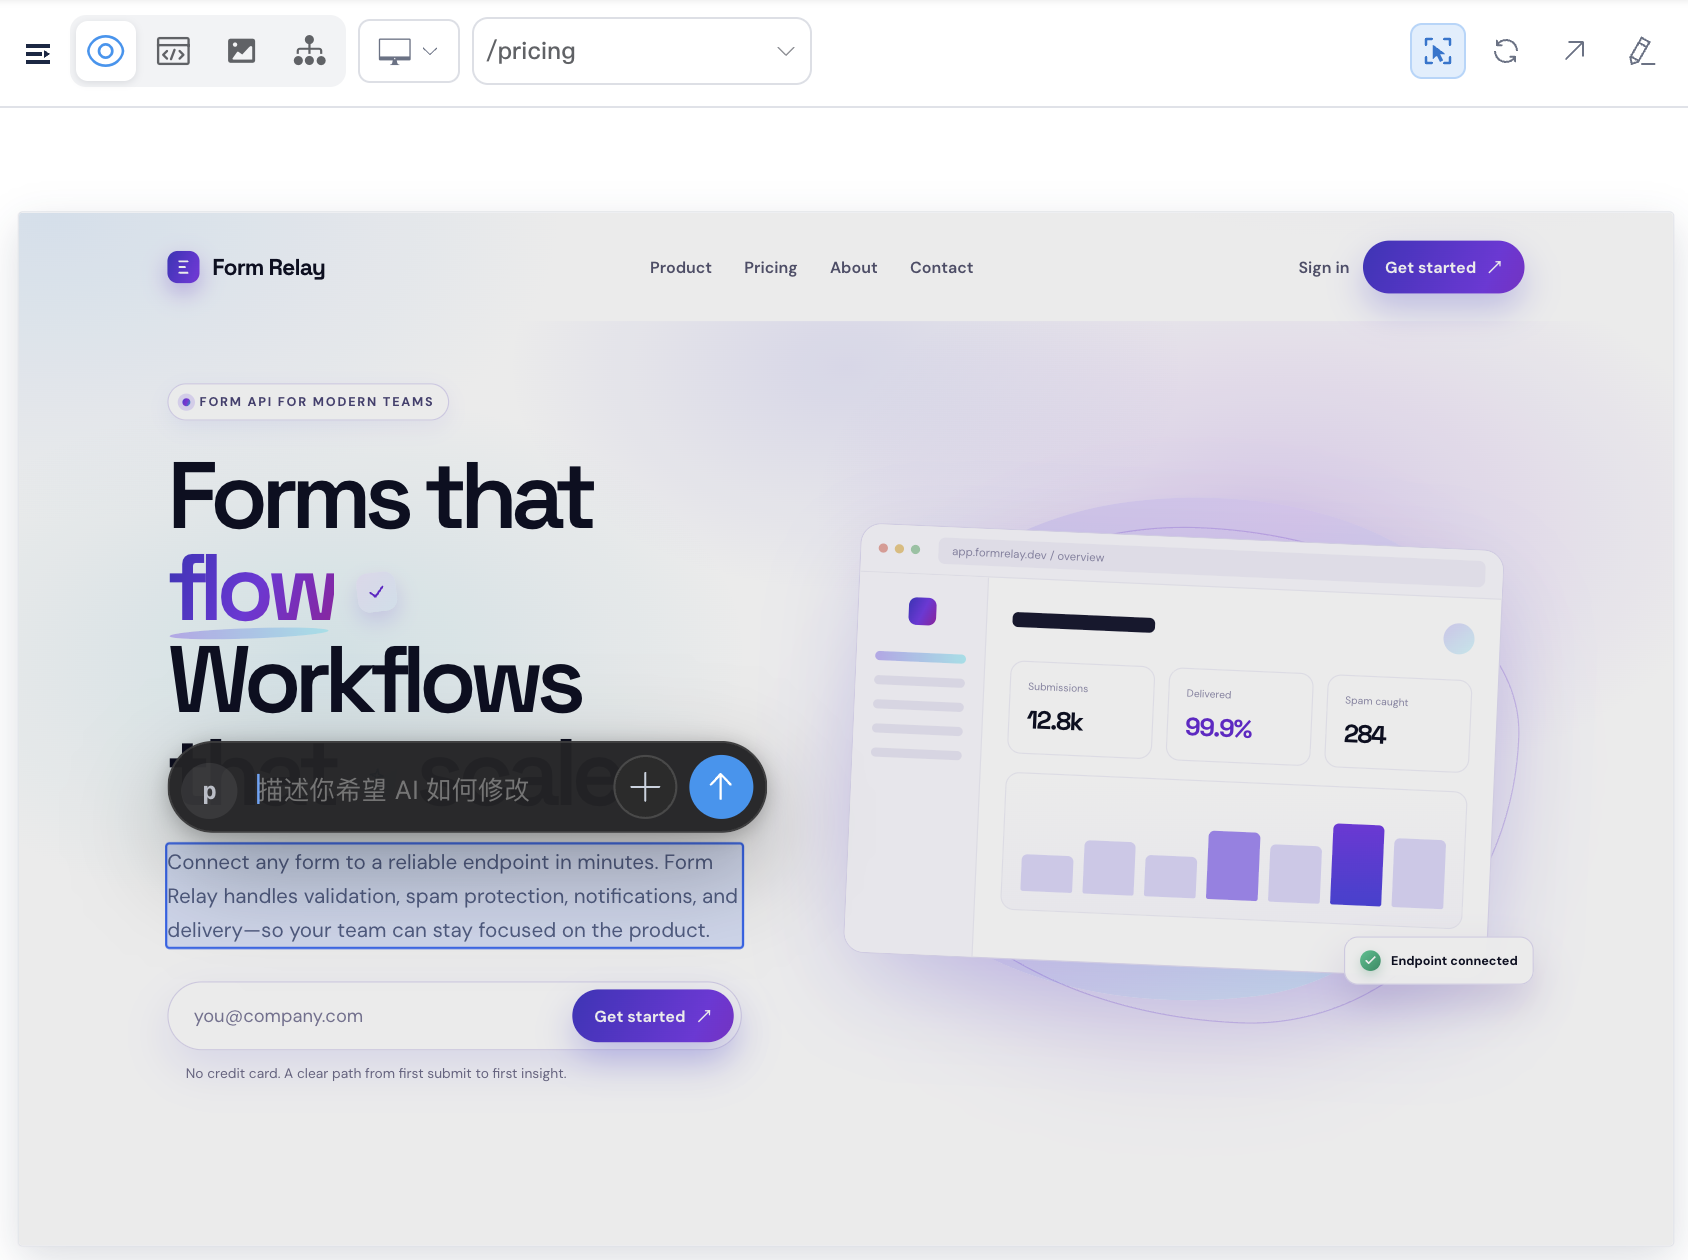 /pricing
Form Relay
Product Pricing About Contact
Sign in
Get started
FORM API FOR MODERN TEAMS
Forms that
flow
Workflows
that scale
p
描述你希望 AI 如何修改
Connect any form to a reliable endpoint in minutes. Form
Relay handles validation, spam protection, notifications, and
delivery—so your team can stay focused on the product.
you@company.com
Get started
No credit card. A clear path from first submit to first insight.
app.formrelay.dev / overview
Submissions
12.8k
Delivered
99.9%
Spam caught
284
Endpoint connected